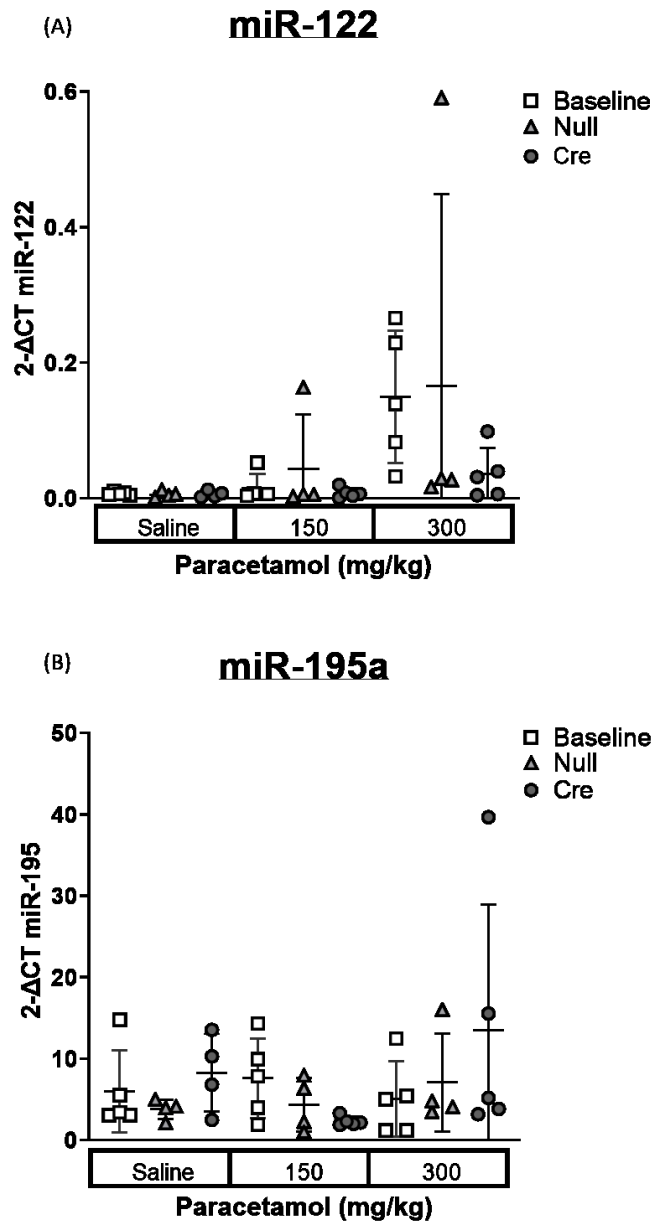 (A)
miR-122
2-ΔCT miR-122
0.6
0.4
0.2
0.0
Baseline
Null
Cre
Saline
150
300
Paracetamol (mg/kg)
(B)
miR-195a
2-ΔCT miR-195
50
40
30
20
10
0
Baseline
Null
Cre
Saline
150
300
Paracetamol (mg/kg)